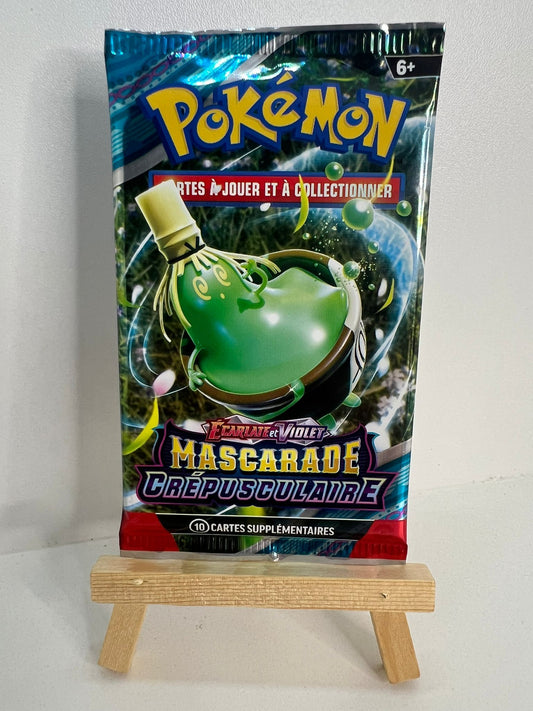 6+
POKÉMON
CARTES À JOUER ET À COLLECTIONNER
ÉCARLATE et VIOLET
MASCARADE
CRÉPUSCULAIRE
10 CARTES SUPPLÉMENTAIRES